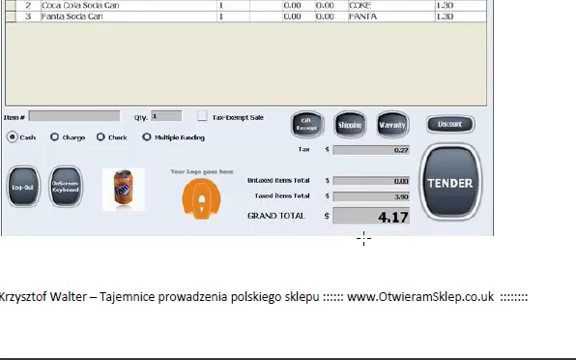 2 Coca Cola Soda Can 1 0.00 0.00 COKE 1.30
3 Fanta Soda Can 1 0.00 0.00 FANTA 1.30
Item # Qty. 1 Tax-Exempt Sale
Gift Receipt Shipping Warranty Discount
Cash Charge Check Multiple Funding
Tax $ 0.27
Log-Out OnScreen Keyboard Your Logo goes here
Untaxed Items Total $ 0.00
Taxed Items Total $ 3.90
TENDER
GRAND TOTAL $ 4.17
Krzysztof Walter – Tajemnice prowadzenia polskiego sklepu :::::: www.OtwieramSklep.co.uk ::::::::